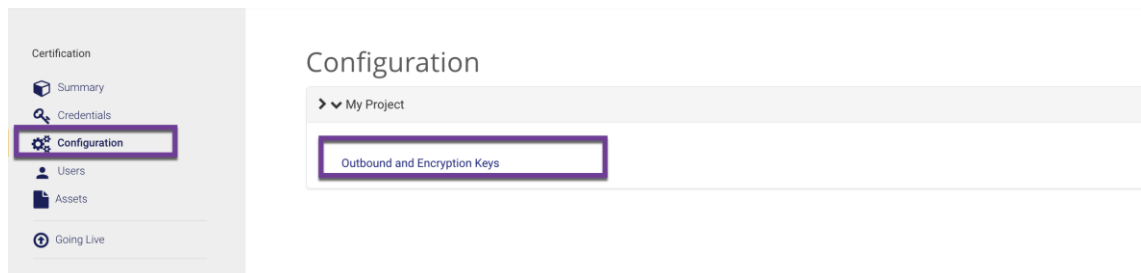 Certification
Summary
Credentials
Configuration
Users
Assets
Going Live
Configuration
My Project
Outbound and Encryption Keys